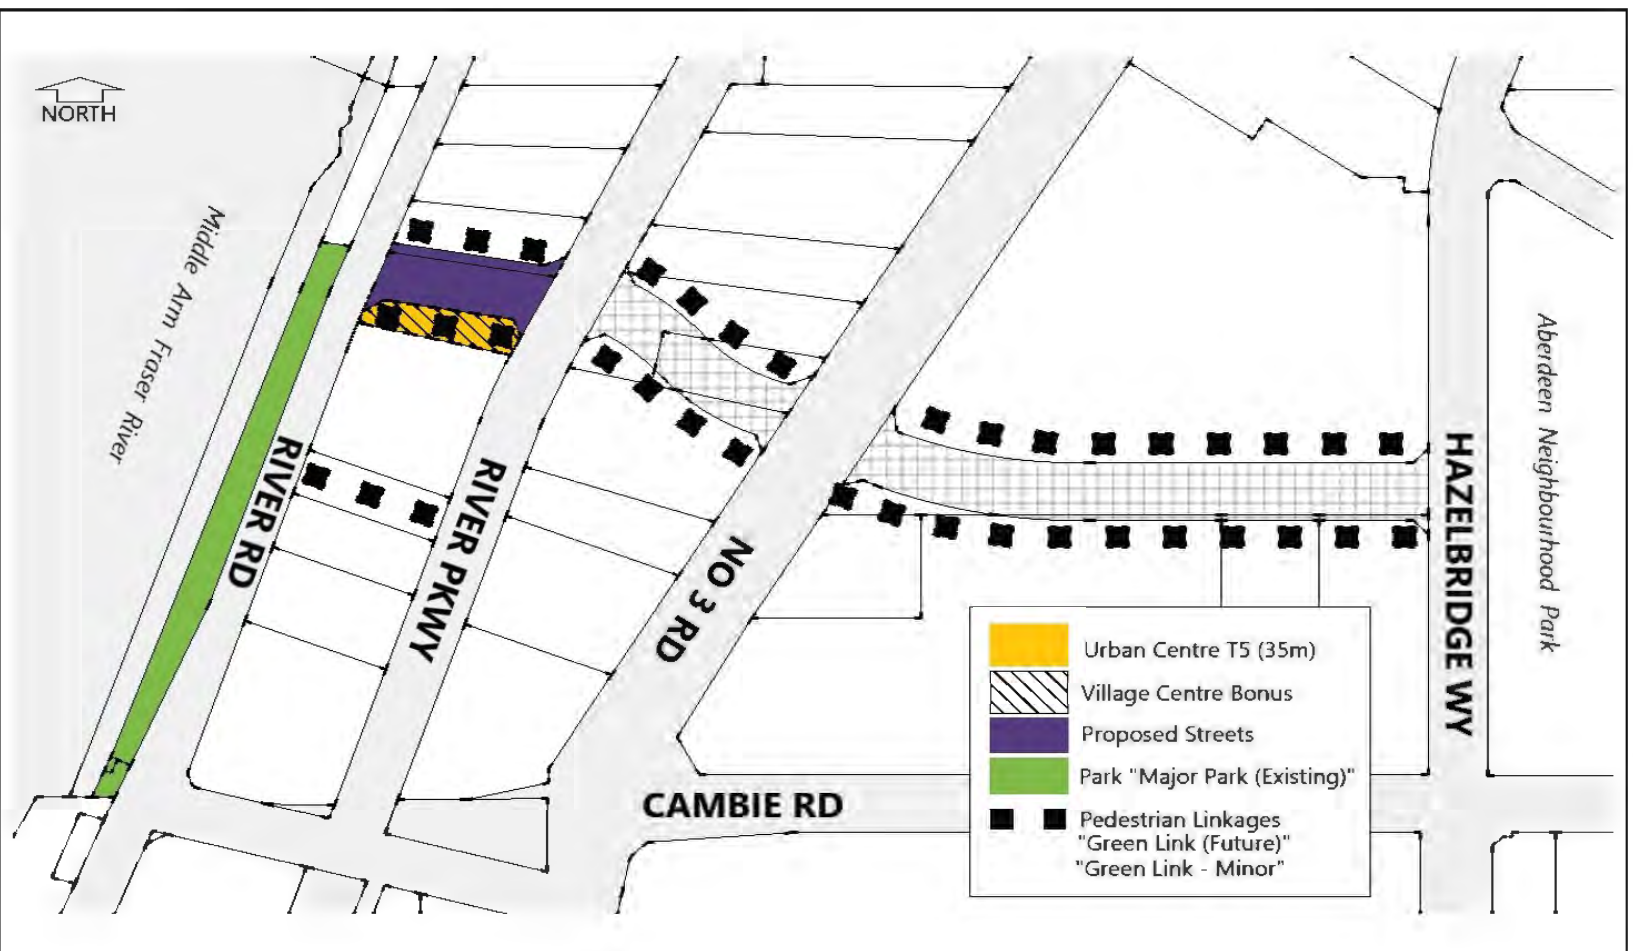 NORTH
Middle Arm Fraser River
RIVER RD
RIVER PKWY
NO 3 RD
HAZELBRIDGE WY
Aberdeen Neighbourhood Park
CAMBIE RD
Urban Centre T5 (35m)
Village Centre Bonus
Proposed Streets
Park "Major Park (Existing)"
Pedestrian Linkages
"Green Link (Future)"
"Green Link - Minor"